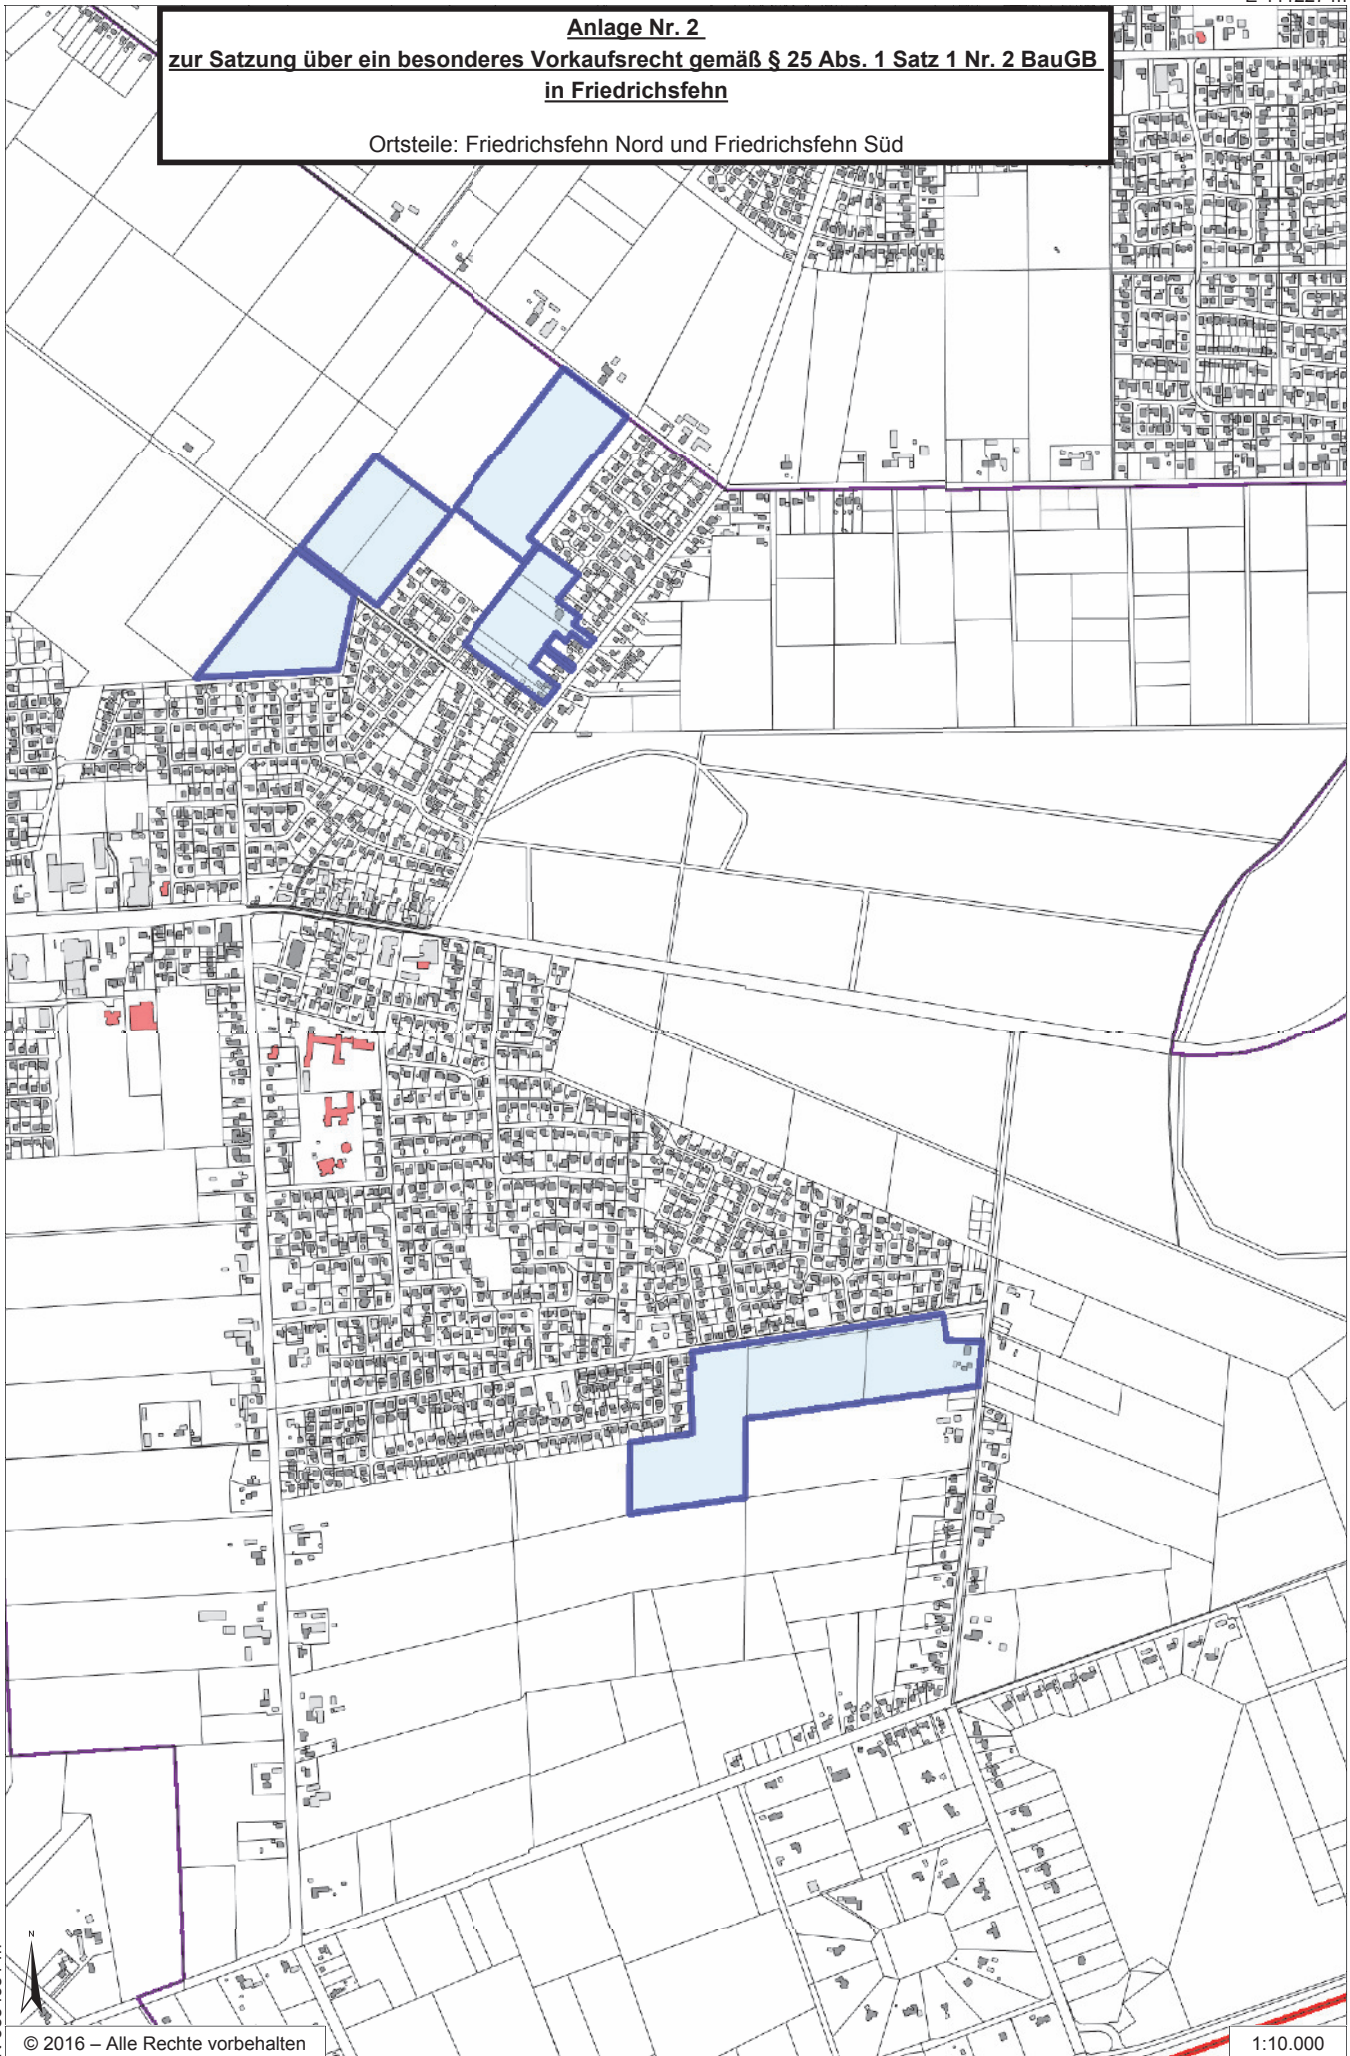 Anlage Nr. 2
zur Satzung über ein besonderes Vorkaufsrecht gemäß § 25 Abs. 1 Satz 1 Nr. 2 BauGB
in Friedrichsfehn
Ortsteile: Friedrichsfehn Nord und Friedrichsfehn Süd
N
© 2016 – Alle Rechte vorbehalten
1:10.000